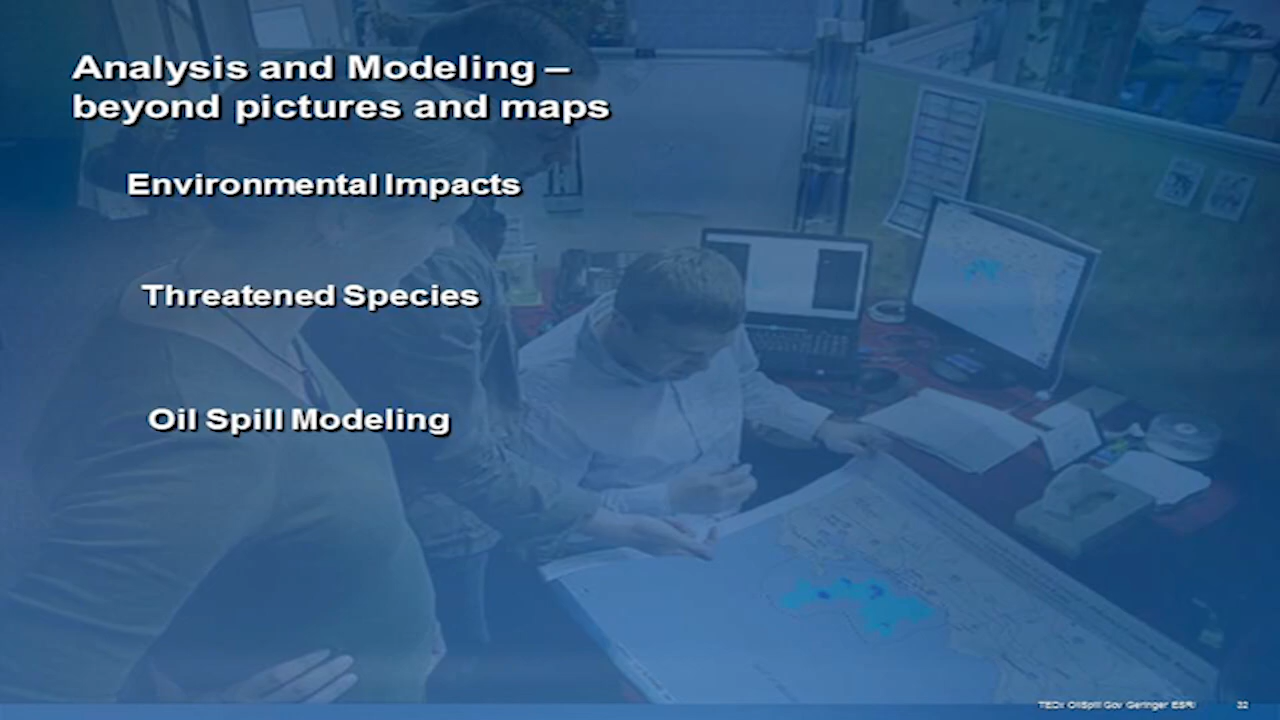 Analysis and Modeling –
beyond pictures and maps
Environmental Impacts
Threatened Species
Oil Spill Modeling
TEDx OilSpill Gov Geringer ESRI 32